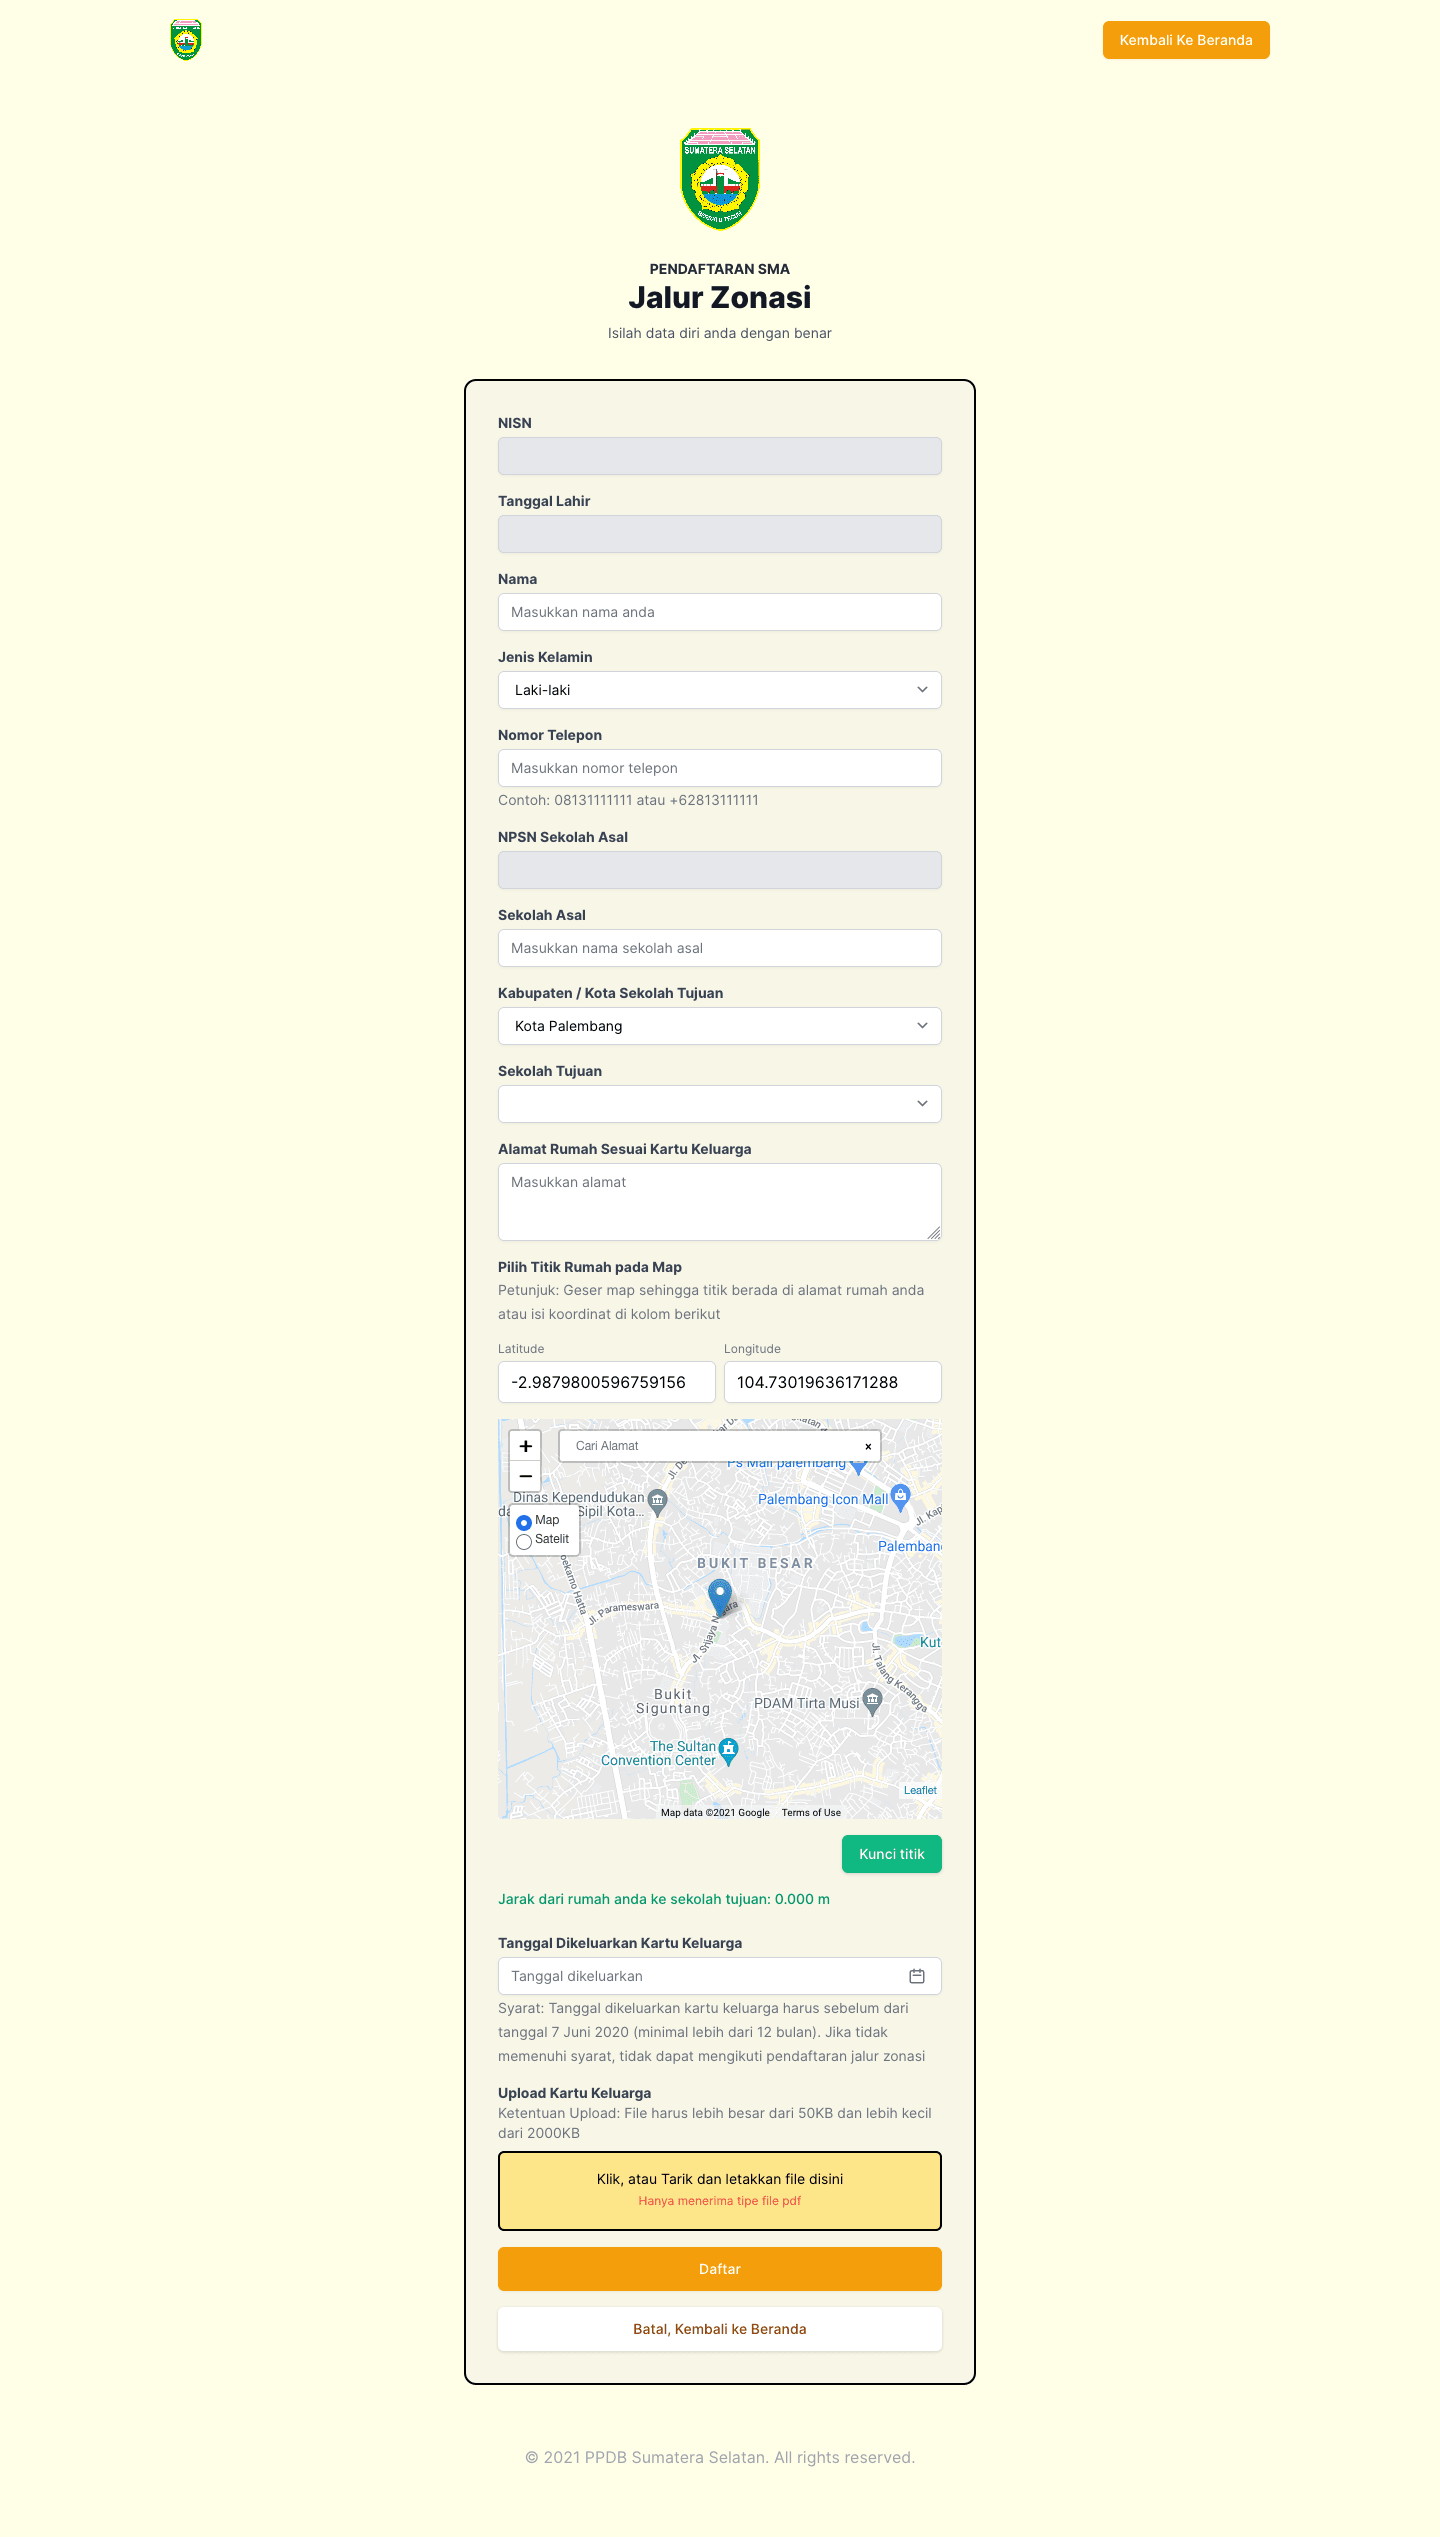 Kembali Ke Beranda
SUMATERA SELATAN
PENDAFTARAN SMA
Jalur Zonasi
Isilah data diri anda dengan benar
NISN
Tanggal Lahir
Nama
Masukkan nama anda
Jenis Kelamin
Laki-laki
Nomor Telepon
Masukkan nomor telepon
Contoh: 08131111111 atau +62813111111
NPSN Sekolah Asal
Sekolah Asal
Masukkan nama sekolah asal
Kabupaten / Kota Sekolah Tujuan
Kota Palembang
Sekolah Tujuan
Alamat Rumah Sesuai Kartu Keluarga
Masukkan alamat
Pilih Titik Rumah pada Map
Petunjuk: Geser map sehingga titik berada di alamat rumah anda
atau isi koordinat di kolom berikut
Latitude
Longitude
-2.9879800596759156
104.73019636171288
+
Cari Alamat
×
−
Ps Mall palembang
Dinas Kependudukan
Sipil Kota...
Palembang Icon Mall
Jl. Kap
Map
Satelit
Palembang
BUKIT BESAR
Jl. Parameswara
Jl. Srijaya Negara
Kut
Jl. Talang Kerangga
Bukit
Siguntang
PDAM Tirta Musi
The Sultan
Convention Center
Leaflet
Map data ©2021 Google
Terms of Use
Kunci titik
Jarak dari rumah anda ke sekolah tujuan: 0.000 m
Tanggal Dikeluarkan Kartu Keluarga
Tanggal dikeluarkan
Syarat: Tanggal dikeluarkan kartu keluarga harus sebelum dari
tanggal 7 Juni 2020 (minimal lebih dari 12 bulan). Jika tidak
memenuhi syarat, tidak dapat mengikuti pendaftaran jalur zonasi
Upload Kartu Keluarga
Ketentuan Upload: File harus lebih besar dari 50KB dan lebih kecil
dari 2000KB
Klik, atau Tarik dan letakkan file disini
Hanya menerima tipe file pdf
Daftar
Batal, Kembali ke Beranda
© 2021 PPDB Sumatera Selatan. All rights reserved.